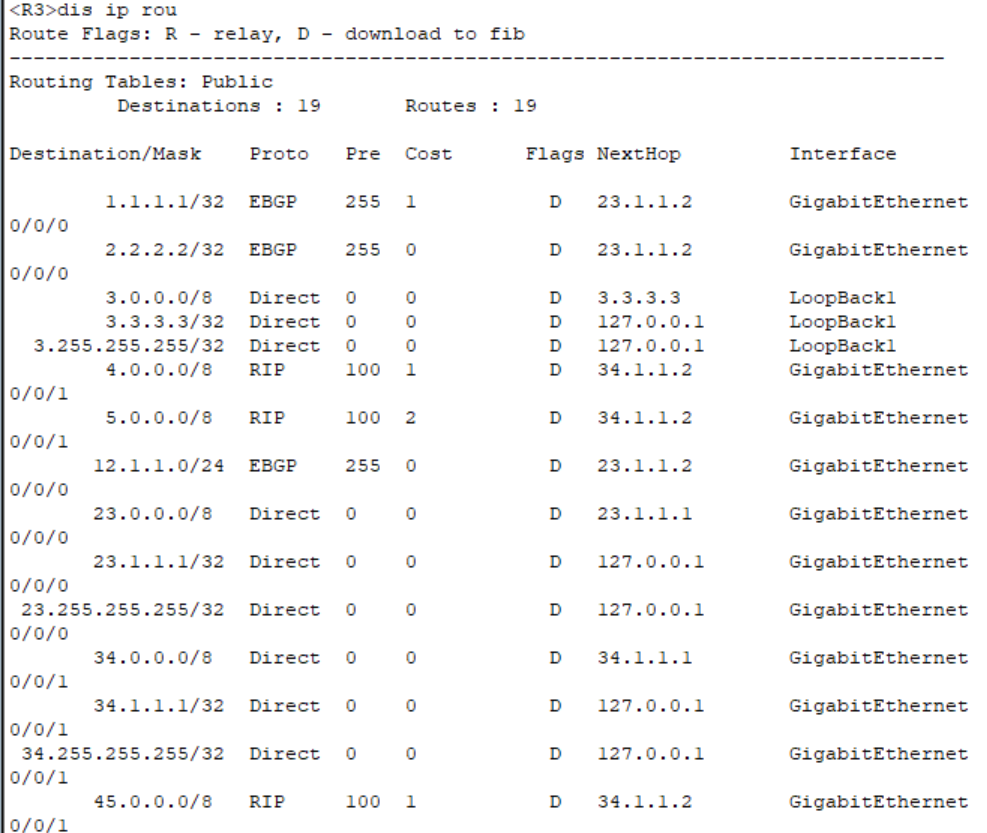 <R3>dis ip rou
Route Flags: R - relay, D - download to fib
------------------------------------------------------------------------------
Routing Tables: Public
         Destinations : 19       Routes : 19

Destination/Mask    Proto   Pre  Cost      Flags NextHop         Interface

        1.1.1.1/32  EBGP    255  1           D   23.1.1.2        GigabitEthernet
0/0/0
        2.2.2.2/32  EBGP    255  0           D   23.1.1.2        GigabitEthernet
0/0/0
        3.0.0.0/8   Direct  0    0           D   3.3.3.3         LoopBack1
        3.3.3.3/32  Direct  0    0           D   127.0.0.1       LoopBack1
  3.255.255.255/32  Direct  0    0           D   127.0.0.1       LoopBack1
        4.0.0.0/8   RIP     100  1           D   34.1.1.2        GigabitEthernet
0/0/1
        5.0.0.0/8   RIP     100  2           D   34.1.1.2        GigabitEthernet
0/0/1
       12.1.1.0/24  EBGP    255  0           D   23.1.1.2        GigabitEthernet
0/0/0
       23.0.0.0/8   Direct  0    0           D   23.1.1.1        GigabitEthernet
0/0/0
       23.1.1.1/32  Direct  0    0           D   127.0.0.1       GigabitEthernet
0/0/0
 23.255.255.255/32  Direct  0    0           D   127.0.0.1       GigabitEthernet
0/0/0
       34.0.0.0/8   Direct  0    0           D   34.1.1.1        GigabitEthernet
0/0/1
       34.1.1.1/32  Direct  0    0           D   127.0.0.1       GigabitEthernet
0/0/1
 34.255.255.255/32  Direct  0    0           D   127.0.0.1       GigabitEthernet
0/0/1
       45.0.0.0/8   RIP     100  1           D   34.1.1.2        GigabitEthernet
0/0/1